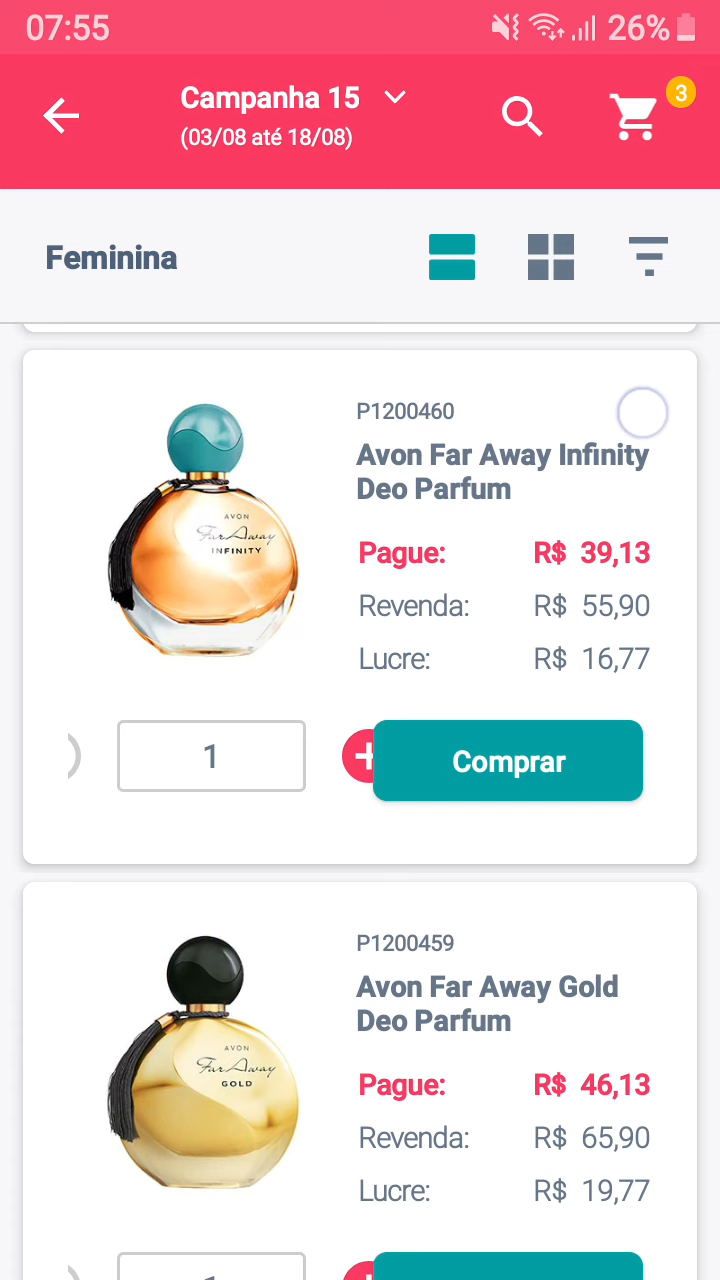 07:55
26%
Campanha 15
(03/08 até 18/08)
3
Feminina
P1200460
Avon Far Away Infinity
Deo Parfum
AVON
Far Away
INFINITY
Pague: R$ 39,13
Revenda: R$ 55,90
Lucre: R$ 16,77
1
+
Comprar
P1200459
Avon Far Away Gold
Deo Parfum
AVON
Far Away
GOLD
Pague: R$ 46,13
Revenda: R$ 65,90
Lucre: R$ 19,77